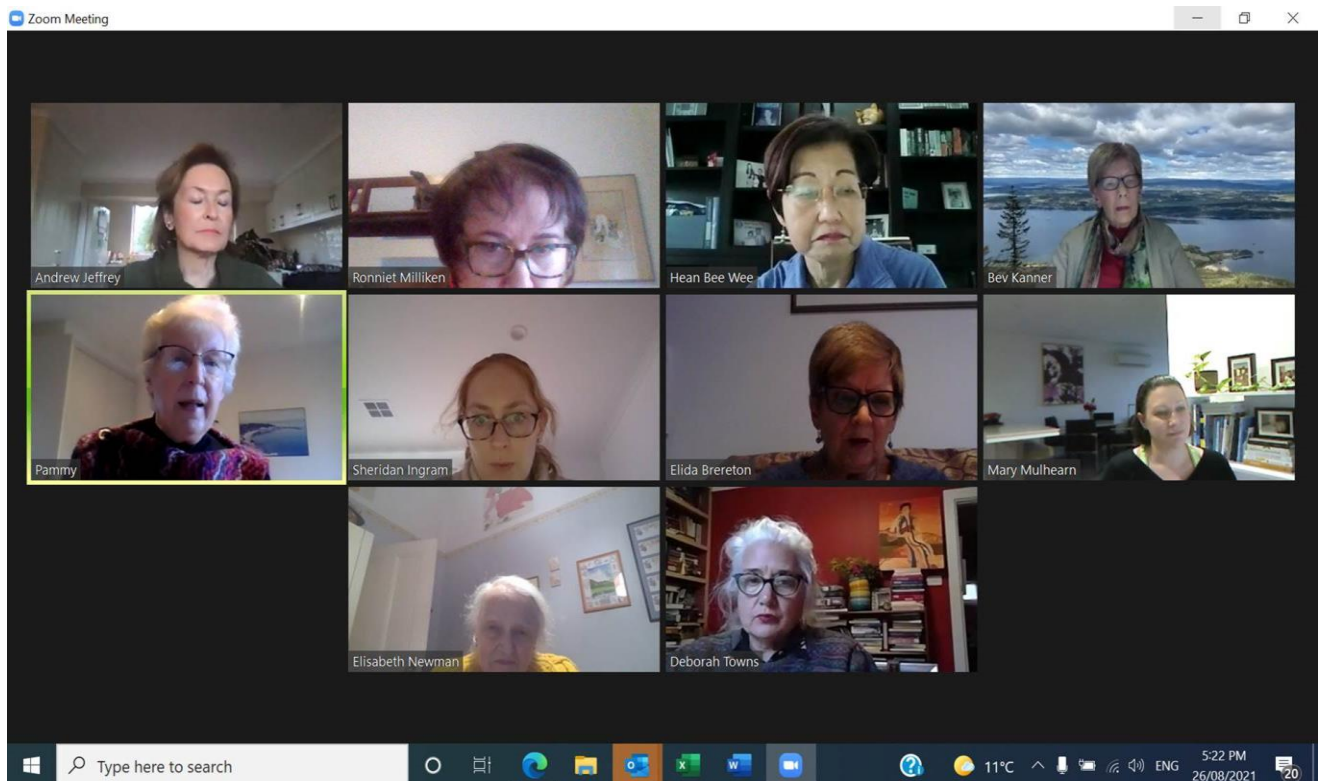 Zoom Meeting
Andrew Jeffrey
Ronniet Milliken
Hean Bee Wee
Bev Kanner
Pammy
Sheridan Ingram
Elida Brereton
Mary Mulhearn
Elisabeth Newman
Deborah Towns
Type here to search
11°C
ENG
5:22 PM
26/08/2021
20